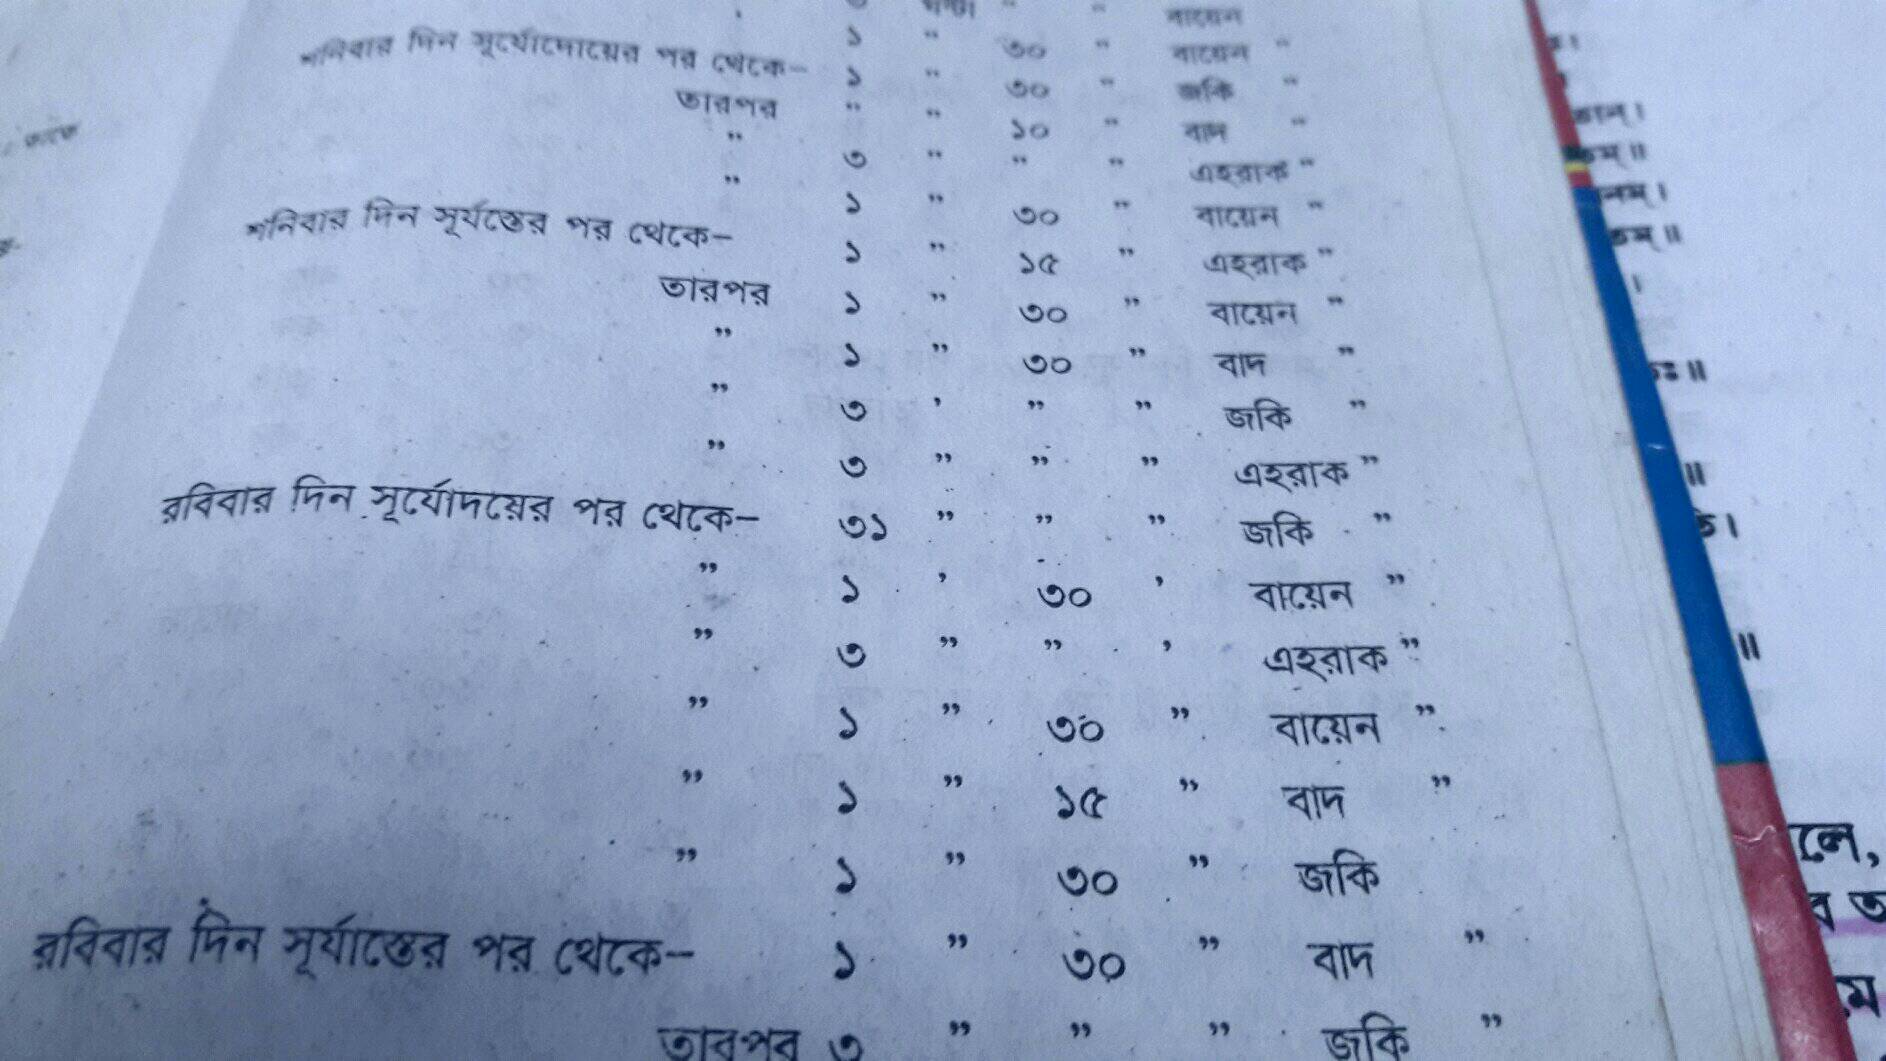 বায়েন
শনিবার দিন সূর্যোদোয়ের পর থেকে– ১ " ৩০ " বায়েন "
তারপর ১ " ৩০ " জকি "
" " " ১০ " বাদ "
" ৩ " " " এহরাক "
শনিবার দিন সূর্যস্তের পর থেকে– ১ " ৩০ " বায়েন "
তারপর ১ " ১৫ " এহরাক "
" ১ " ৩০ " বায়েন "
" ১ " ৩০ " বাদ "
" ৩ ' " " জকি "
রবিবার দিন সূর্যোদয়ের পর থেকে– ৩ " " " এহরাক "
" ৩১ " " " জকি "
" ১ ' ৩০ ' বায়েন "
" ৩ " " ' এহরাক "
" ১ " ৩০ " বায়েন "
" ১ " ১৫ " বাদ "
রবিবার দিন সূর্যাস্তের পর থেকে– ১ " ৩০ " জকি
১ " ৩০ " বাদ "
তারপর ৩ " " " জকি "